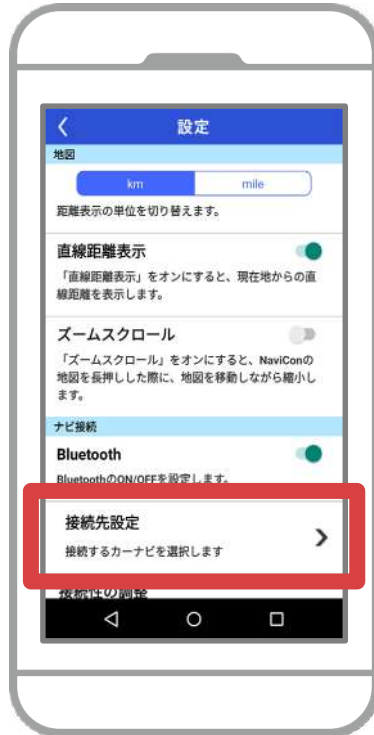 設定
地図
km
mile
距離表示の単位を切り替えます。
直線距離表示
「直線距離表示」をオンにすると、現在地からの直
線距離を表示します。
ズームスクロール
「ズームスクロール」をオンにすると、NaviConの
地図を長押しした際に、地図を移動しながら縮小し
ます。
ナビ接続
Bluetooth
BluetoothのON/OFFを設定します。
接続先設定
接続するカーナビを選択します
接続性の調整